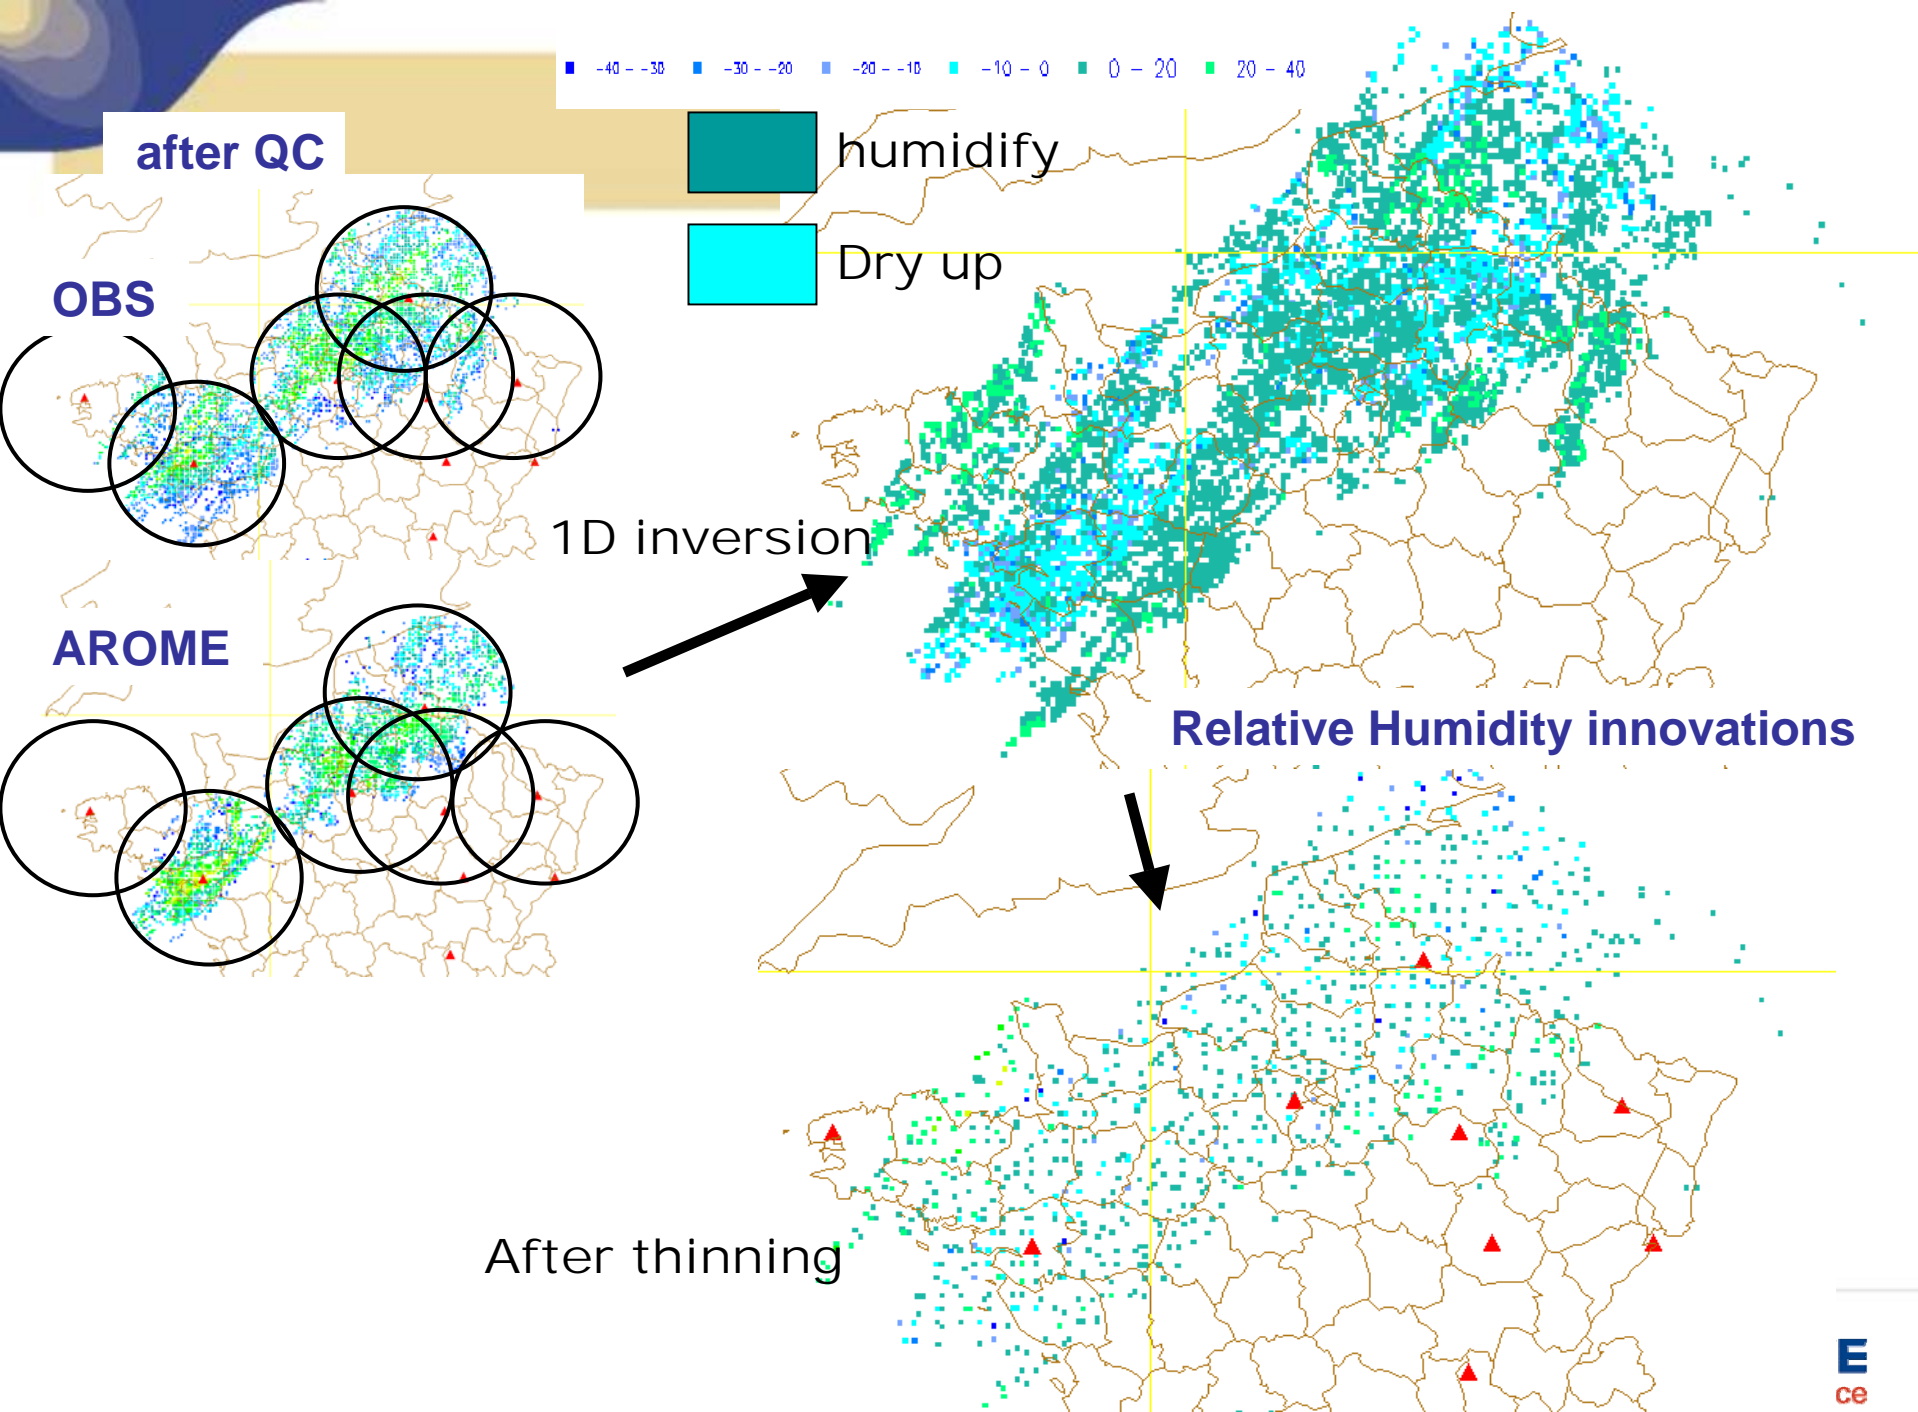 -40 - -30 -30 - -20 -20 - -10 -10 - 0 0 - 20 20 - 40
after QC
humidify
Dry up
OBS
1D inversion
AROME
Relative Humidity innovations
After thinning
E
ce